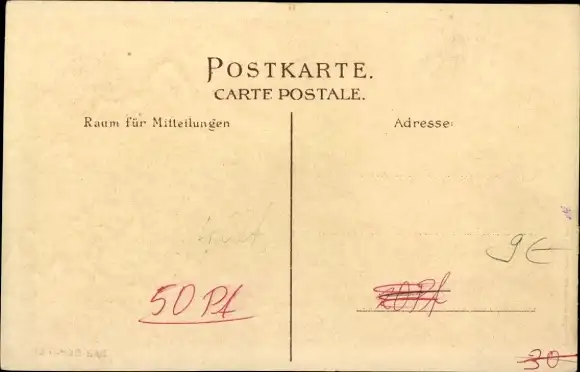 POSTKARTE.
CARTE POSTALE.
Raum für Mitteilungen
Adresse:
9€
50 Pf
20 Pf
30